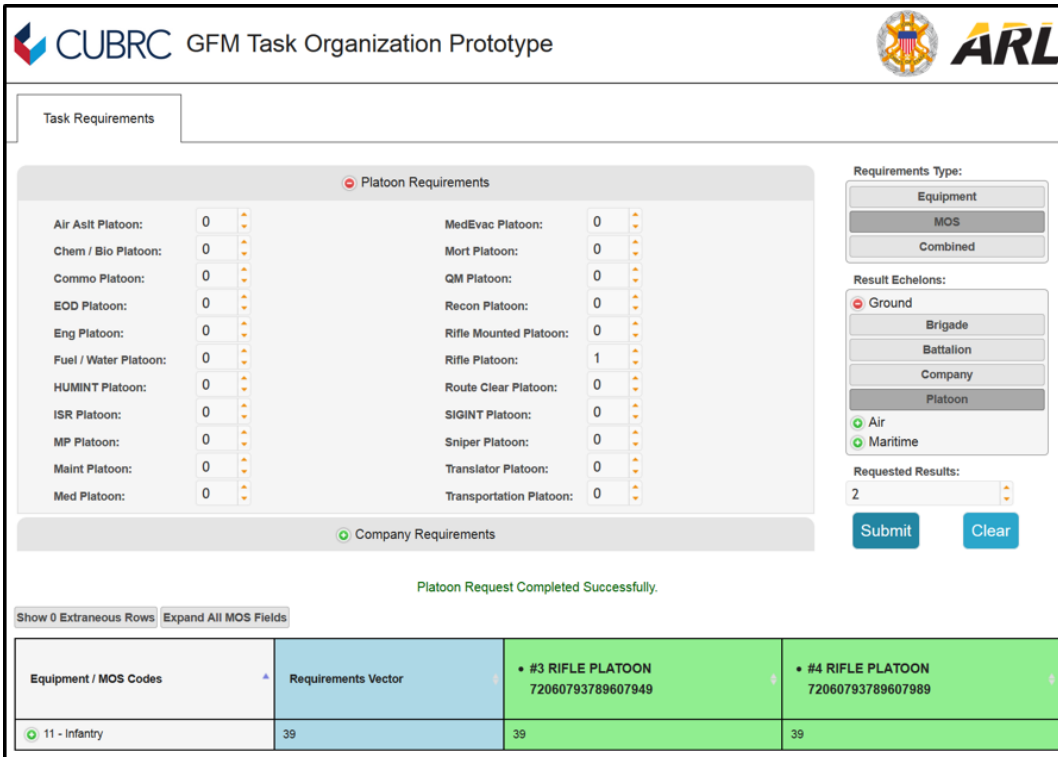 CUBRC GFM Task Organization Prototype
ARL
Task Requirements
Platoon Requirements
Air Aslt Platoon: 0
Chem / Bio Platoon: 0
Commo Platoon: 0
EOD Platoon: 0
Eng Platoon: 0
Fuel / Water Platoon: 0
HUMINT Platoon: 0
ISR Platoon: 0
MP Platoon: 0
Maint Platoon: 0
Med Platoon: 0
MedEvac Platoon: 0
Mort Platoon: 0
QM Platoon: 0
Recon Platoon: 0
Rifle Mounted Platoon: 0
Rifle Platoon: 1
Route Clear Platoon: 0
SIGINT Platoon: 0
Sniper Platoon: 0
Translator Platoon: 0
Transportation Platoon: 0
Company Requirements
Requirements Type:
Equipment
MOS
Combined
Result Echelons:
Ground
Brigade
Battalion
Company
Platoon
Air
Maritime
Requested Results:
2
Submit Clear
Platoon Request Completed Successfully.
Show 0 Extraneous Rows Expand All MOS Fields
Equipment / MOS Codes
Requirements Vector
• #3 RIFLE PLATOON
72060793789607949
• #4 RIFLE PLATOON
72060793789607989
11 - Infantry 39 39 39